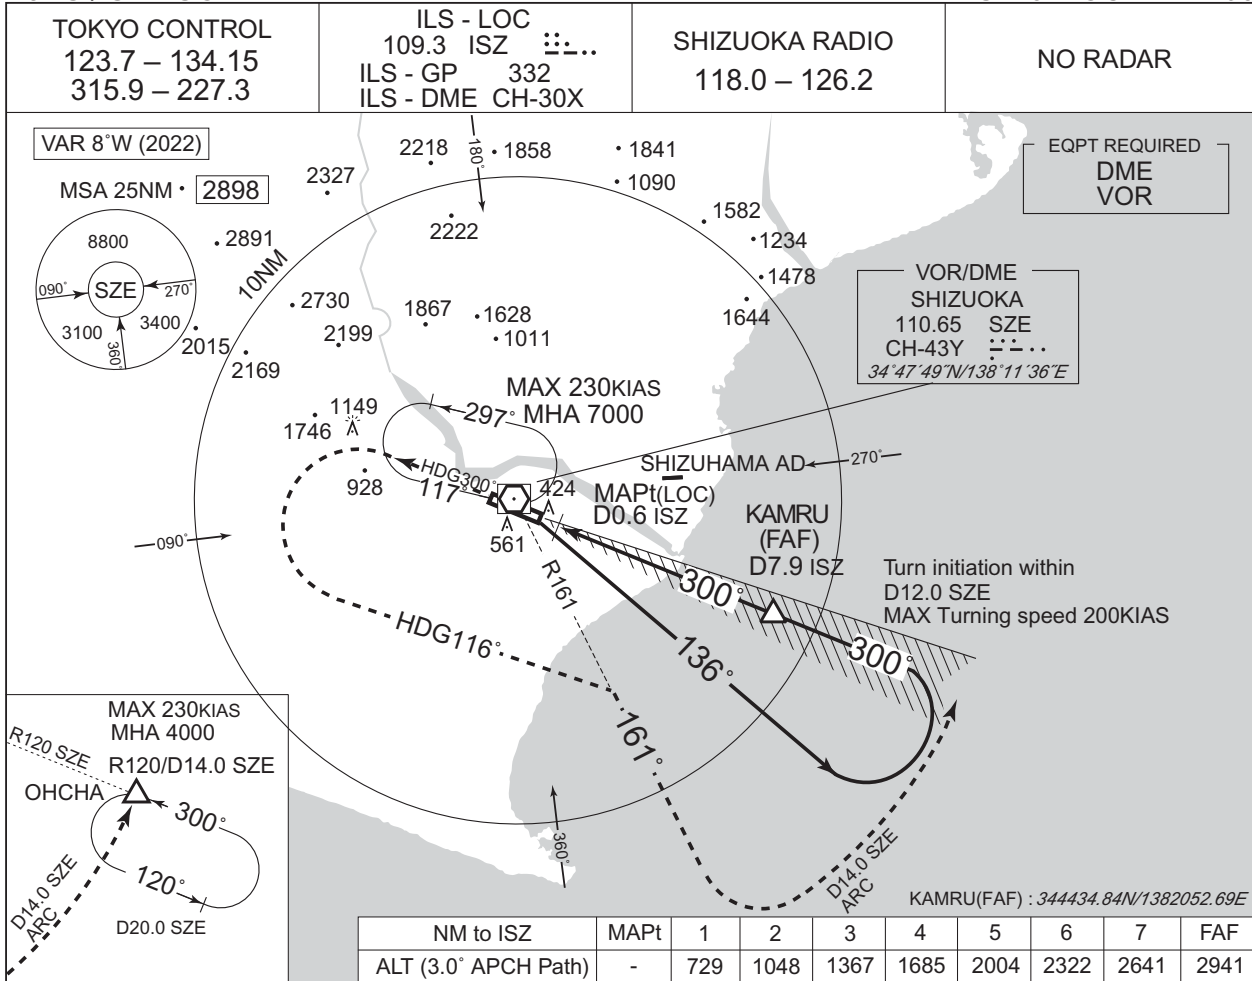 TOKYO CONTROL
123.7 – 134.15
315.9 – 227.3
ILS - LOC
109.3 ISZ
ILS - GP 332
ILS - DME CH-30X
SHIZUOKA RADIO
118.0 – 126.2
NO RADAR
VAR 8°W (2022)
MSA 25NM
2898
8800
090°
SZE
270°
3100
3400
360°
2218
180°
1858
1841
1090
2327
2222
1582
1234
1478
1644
2891
10NM
2730
1867
1628
1011
2199
2015
2169
EQPT REQUIRED
DME
VOR
VOR/DME
SHIZUOKA
110.65 SZE
CH-43Y
34°47´49˝N/138°11´36˝E
MAX 230KIAS
MHA 7000
297°
1149
1746
928
HDG300°
117°
424
561
SHIZUHAMA AD
270°
MAPt(LOC)
D0.6 ISZ
KAMRU
(FAF)
D7.9 ISZ
090°
R161
300°
300°
Turn initiation within
D12.0 SZE
MAX Turning speed 200KIAS
HDG116°
136°
161°
360°
D14.0 SZE
ARC
MAX 230KIAS
MHA 4000
R120 SZE
R120/D14.0 SZE
OHCHA
300°
120°
D14.0 SZE
ARC
D20.0 SZE
KAMRU(FAF) : 344434.84N/1382052.69E
NM to ISZ MAPt 1 2 3 4 5 6 7 FAF
ALT (3.0° APCH Path) - 729 1048 1367 1685 2004 2322 2641 2941